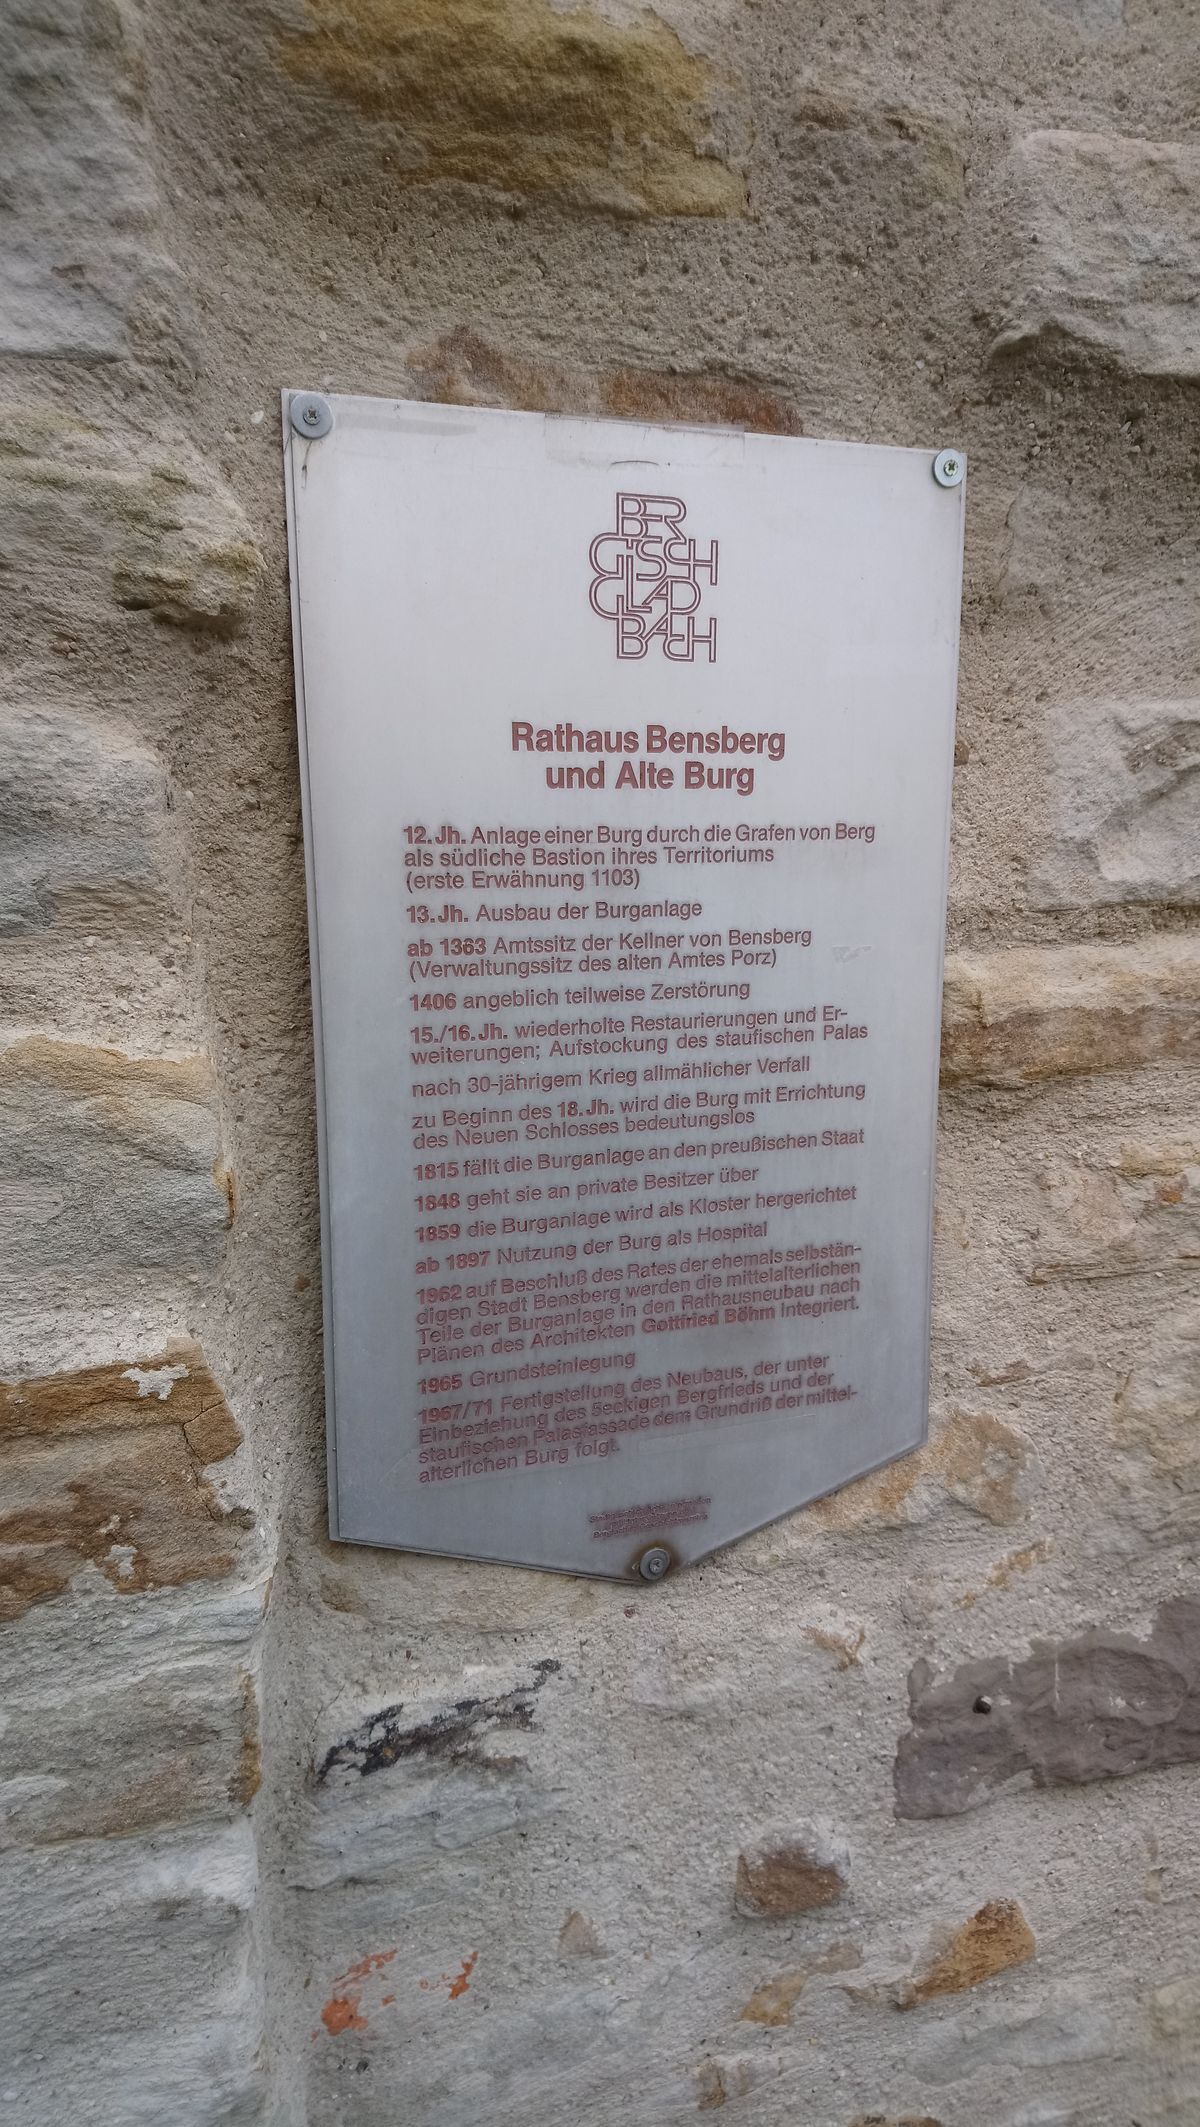 BER
GISCH
GLAD
BACH
Rathaus Bensberg
und Alte Burg
12. Jh. Anlage einer Burg durch die Grafen von Berg
als südliche Bastion ihres Territoriums
(erste Erwähnung 1103)
13. Jh. Ausbau der Burganlage
ab 1363 Amtssitz der Kellner von Bensberg
(Verwaltungssitz des alten Amtes Porz)
1406 angeblich teilweise Zerstörung
15./16. Jh. wiederholte Restaurierungen und Er-
weiterungen; Aufstockung des staufischen Palas
nach 30-jährigem Krieg allmählicher Verfall
zu Beginn des 18. Jh. wird die Burg mit Errichtung
des Neuen Schlosses bedeutungslos
1815 fällt die Burganlage an den preußischen Staat
1848 geht sie an private Besitzer über
1859 die Burganlage wird als Kloster hergerichtet
ab 1897 Nutzung der Burg als Hospital
1962 auf Beschluß des Rates der ehemals selbstän-
digen Stadt Bensberg werden die mittelalterlichen
Teile der Burganlage in den Rathausneubau nach
Plänen des Architekten Gottfried Böhm integriert.
1965 Grundsteinlegung
1967/71 Fertigstellung des Neubaus, der unter
Einbeziehung des 5eckigen Bergfrieds und der
staufischen Palasfassade dem Grundriß der mittel-
alterlichen Burg folgt.